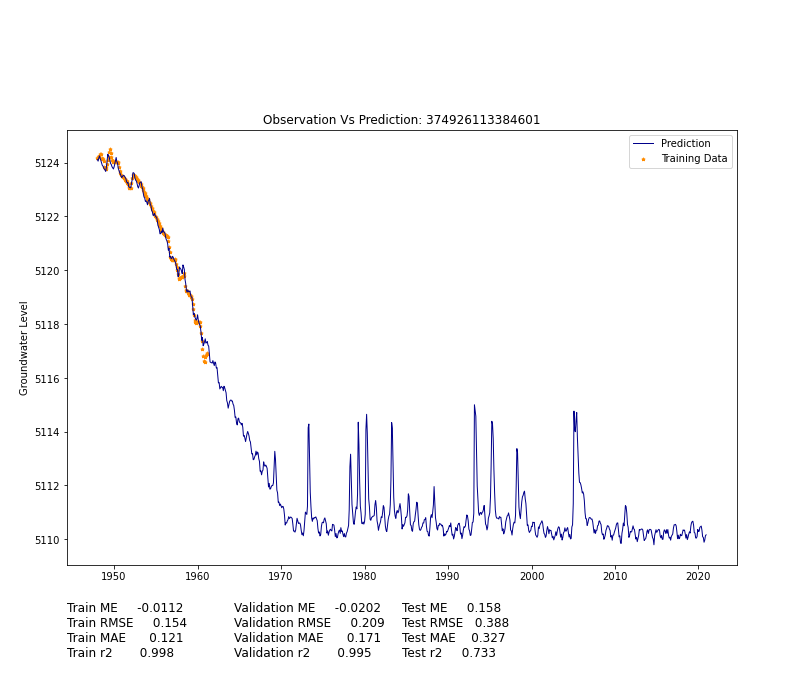 Observation Vs Prediction: 374926113384601
Prediction
Training Data
Groundwater Level
5124
5122
5120
5118
5116
5114
5112
5110
1950 1960 1970 1980 1990 2000 2010 2020
Train ME -0.0112 Validation ME -0.0202 Test ME 0.158
Train RMSE 0.154 Validation RMSE 0.209 Test RMSE 0.388
Train MAE 0.121 Validation MAE 0.171 Test MAE 0.327
Train r2 0.998 Validation r2 0.995 Test r2 0.733